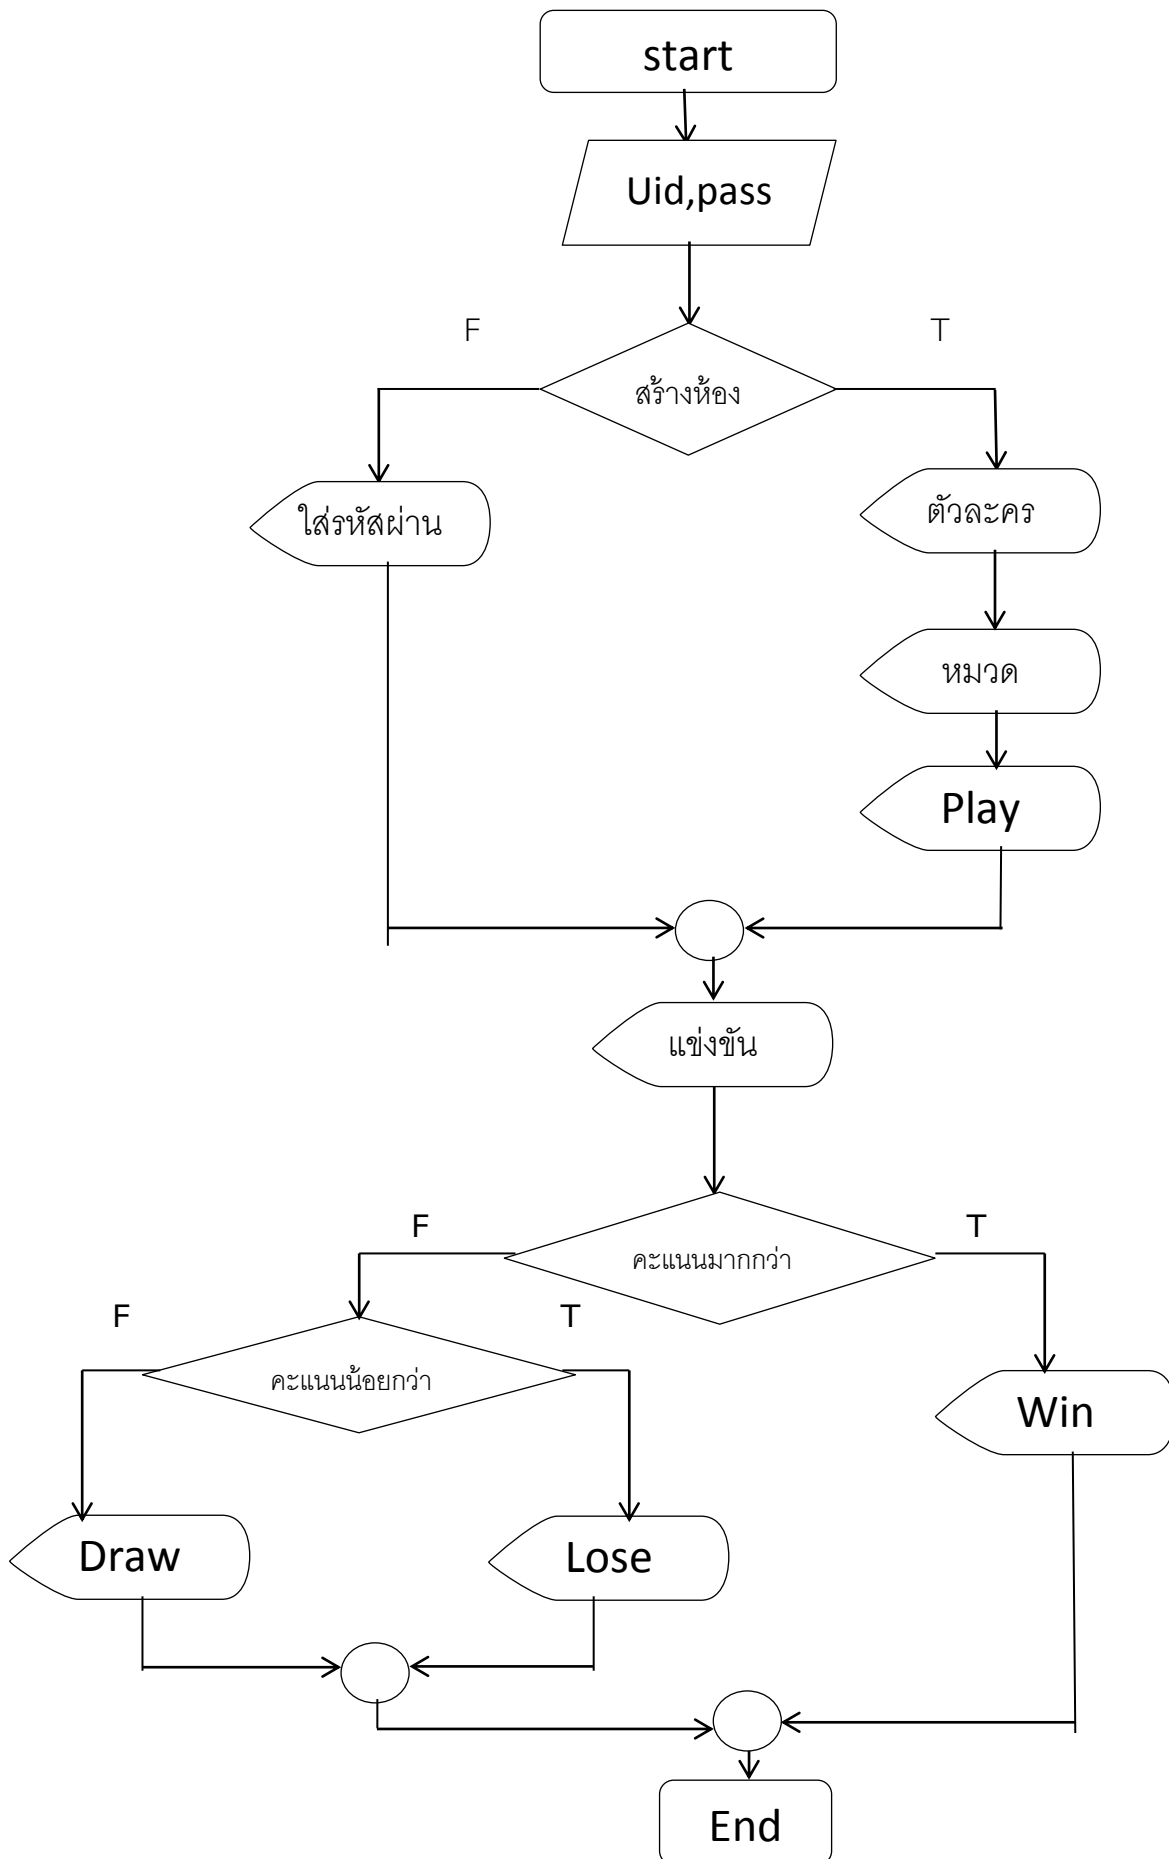 start
Uid,pass
F
T
สร้างห้อง
ใส่รหัสผ่าน
ตัวละคร
หมวด
Play
แข่งขัน
F
T
คะแนนมากกว่า
F
T
คะแนนน้อยกว่า
Win
Draw
Lose
End